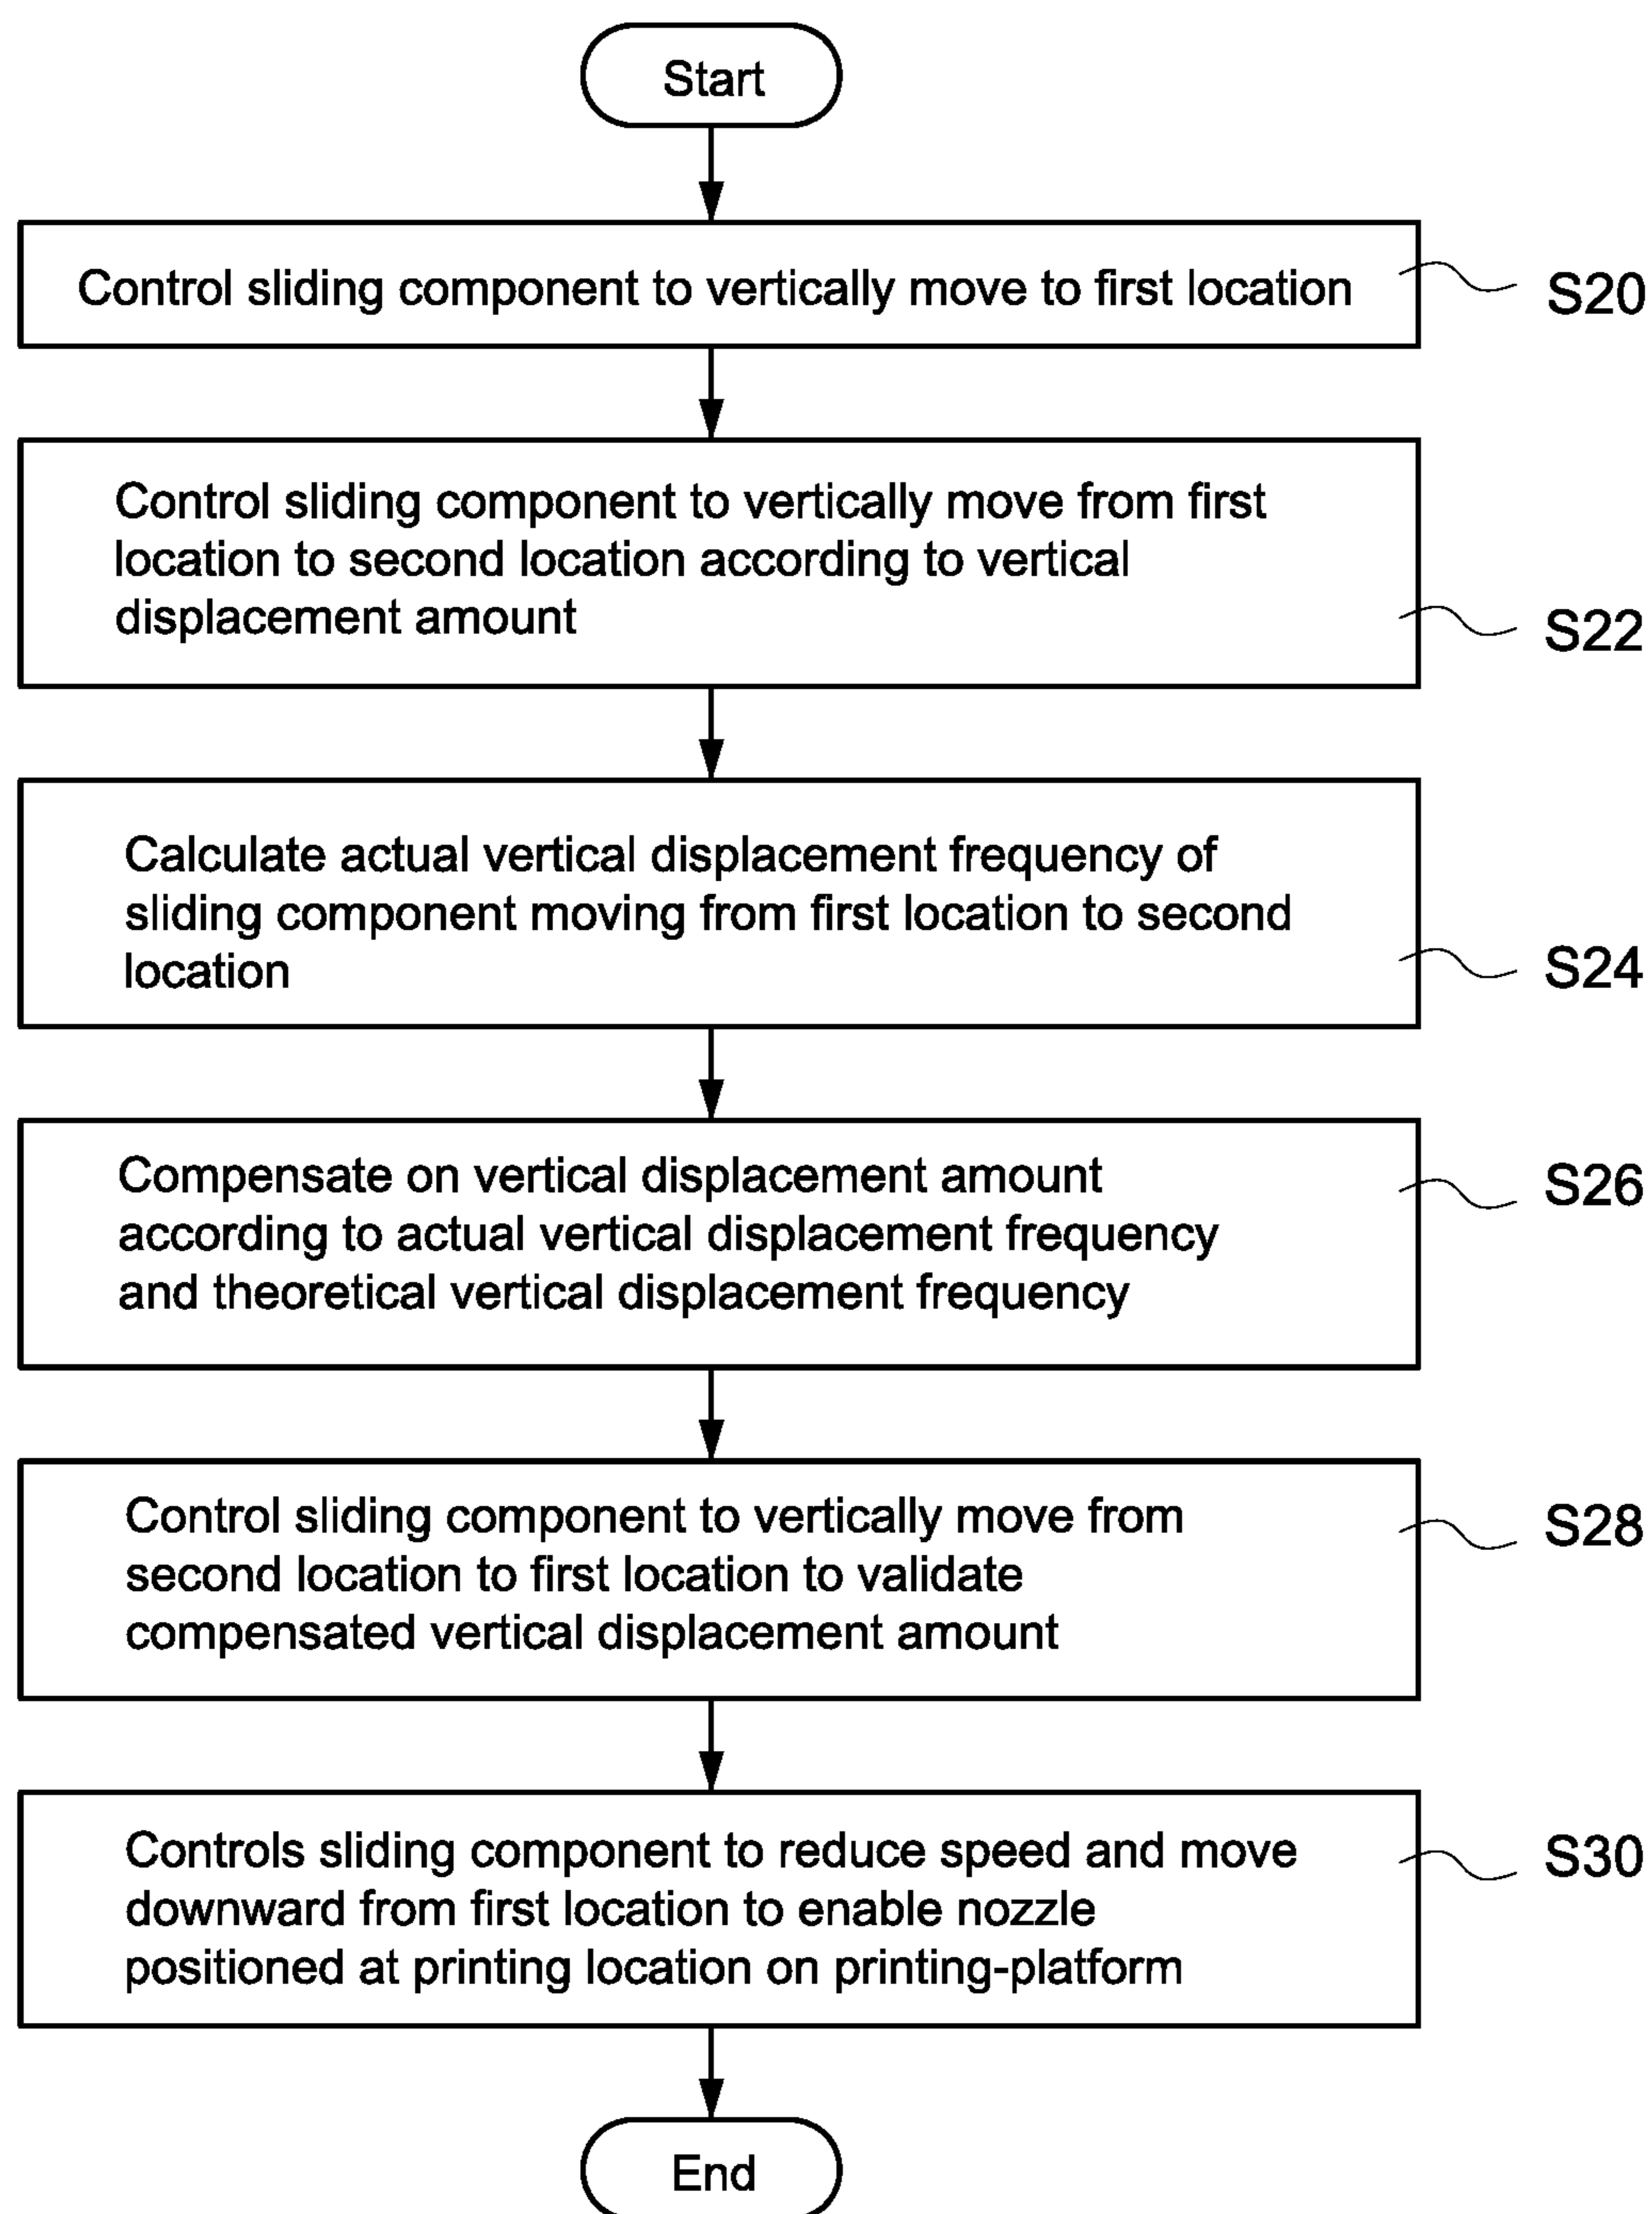 Start
Control sliding component to vertically move to first location
S20
Control sliding component to vertically move from first
location to second location according to vertical
displacement amount
S22
Calculate actual vertical displacement frequency of
sliding component moving from first location to second
location
S24
Compensate on vertical displacement amount
according to actual vertical displacement frequency
and theoretical vertical displacement frequency
S26
Control sliding component to vertically move from
second location to first location to validate
compensated vertical displacement amount
S28
Controls sliding component to reduce speed and move
downward from first location to enable nozzle
positioned at printing location on printing-platform
S30
End